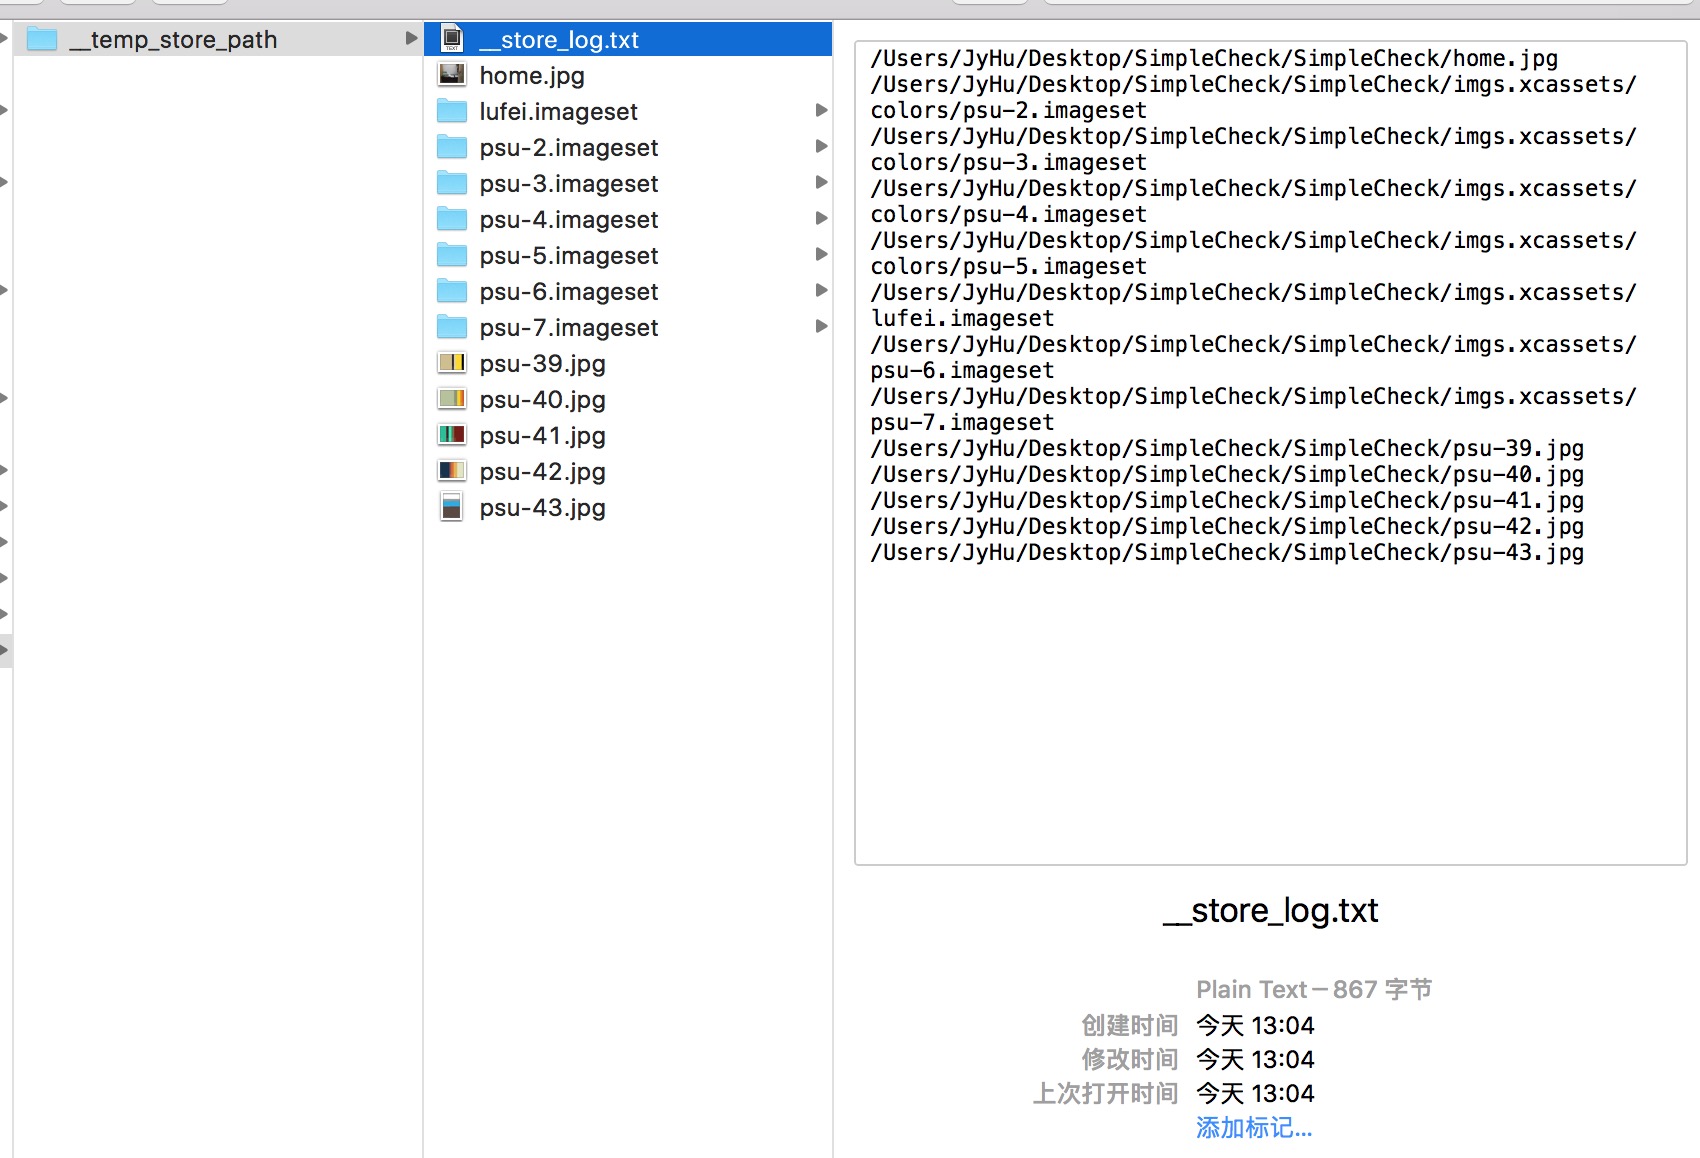 __temp_store_path
__store_log.txt
home.jpg
lufei.imageset
psu-2.imageset
psu-3.imageset
psu-4.imageset
psu-5.imageset
psu-6.imageset
psu-7.imageset
psu-39.jpg
psu-40.jpg
psu-41.jpg
psu-42.jpg
psu-43.jpg
/Users/JyHu/Desktop/SimpleCheck/SimpleCheck/home.jpg
/Users/JyHu/Desktop/SimpleCheck/SimpleCheck/imgs.xcassets/
colors/psu-2.imageset
/Users/JyHu/Desktop/SimpleCheck/SimpleCheck/imgs.xcassets/
colors/psu-3.imageset
/Users/JyHu/Desktop/SimpleCheck/SimpleCheck/imgs.xcassets/
colors/psu-4.imageset
/Users/JyHu/Desktop/SimpleCheck/SimpleCheck/imgs.xcassets/
colors/psu-5.imageset
/Users/JyHu/Desktop/SimpleCheck/SimpleCheck/imgs.xcassets/
lufei.imageset
/Users/JyHu/Desktop/SimpleCheck/SimpleCheck/imgs.xcassets/
psu-6.imageset
/Users/JyHu/Desktop/SimpleCheck/SimpleCheck/imgs.xcassets/
psu-7.imageset
/Users/JyHu/Desktop/SimpleCheck/SimpleCheck/psu-39.jpg
/Users/JyHu/Desktop/SimpleCheck/SimpleCheck/psu-40.jpg
/Users/JyHu/Desktop/SimpleCheck/SimpleCheck/psu-41.jpg
/Users/JyHu/Desktop/SimpleCheck/SimpleCheck/psu-42.jpg
/Users/JyHu/Desktop/SimpleCheck/SimpleCheck/psu-43.jpg
__store_log.txt
Plain Text－867 字节
创建时间 今天 13:04
修改时间 今天 13:04
上次打开时间 今天 13:04
添加标记...